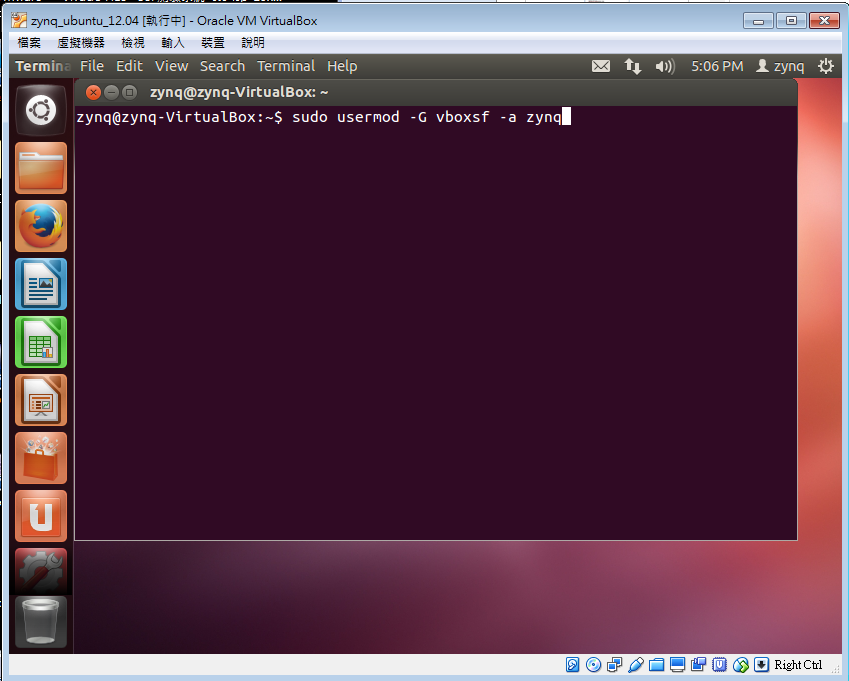 zynq_ubuntu_12.04 [執行中] - Oracle VM VirtualBox
檔案 虛擬機器 檢視 輸入 裝置 說明
Termina File Edit View Search Terminal Help 5:06 PM zynq
zynq@zynq-VirtualBox: ~
zynq@zynq-VirtualBox:~$ sudo usermod -G vboxsf -a zynq
Right Ctrl